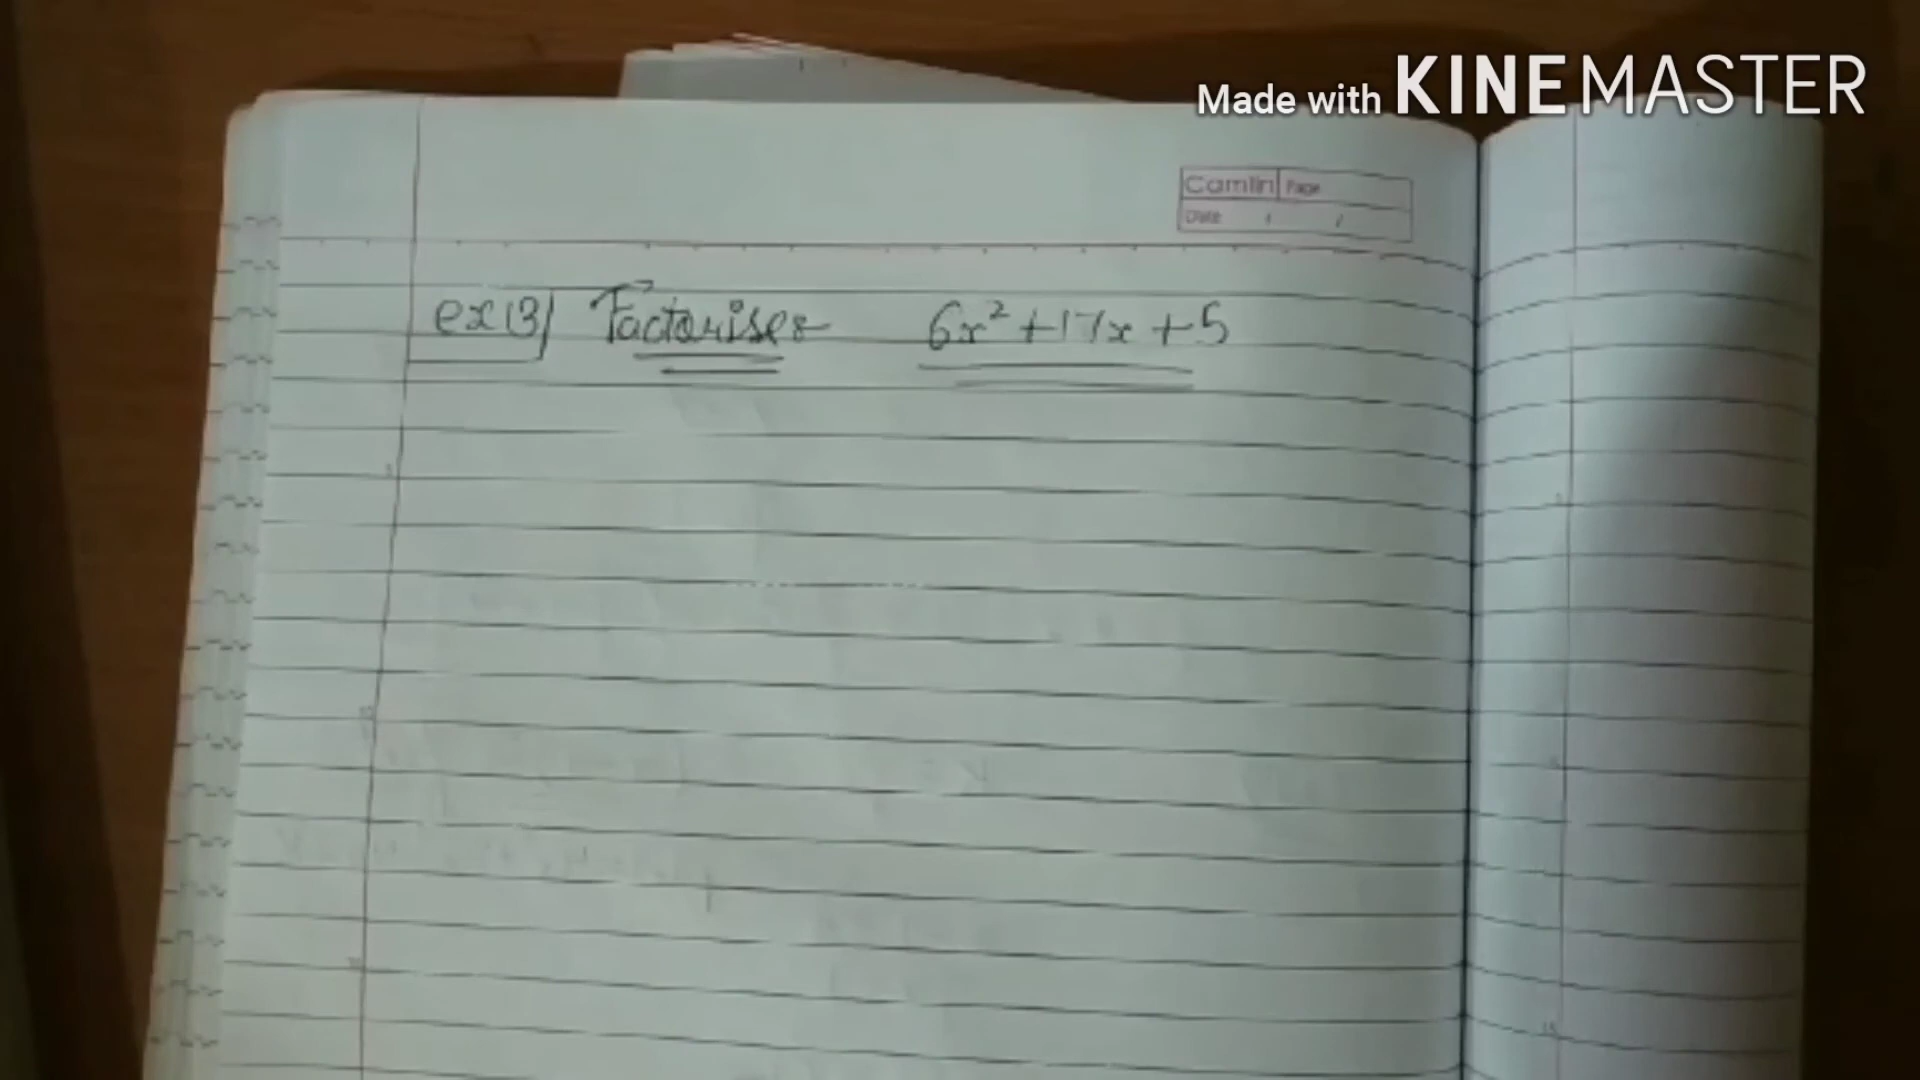 Made with KINEMASTER
Camlin Page
Date / /
ex 13) Factorise:- 6x² + 17x + 5